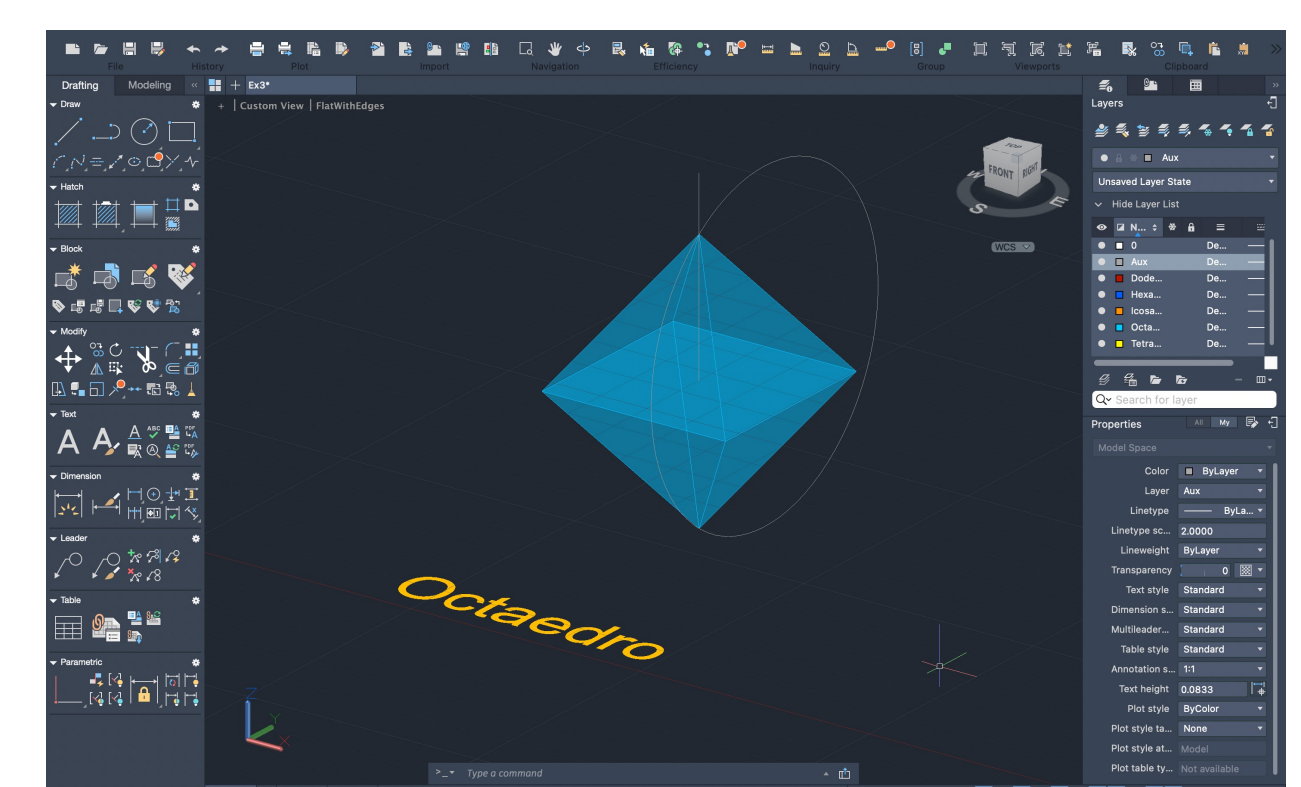 File History Plot Import Navigation Efficiency Inquiry Group Viewports Clipboard
Drafting Modeling
Ex3*
+ | Custom View | FlatWithEdges
Draw
Hatch
Block
Modify
Text
A A A ABC PDF
PDF
Dimension
Leader
Table
Parametric
TOP
FRONT RIGHT
W S E
WCS
Octaedro
Z
Y
X
>_ Type a command
Layers
Aux
Unsaved Layer State
Hide Layer List
N...
0 De...
Aux De...
Dode... De...
Hexa... De...
Icosa... De...
Octa... De...
Tetra... De...
Search for layer
Properties All My
Model Space
Color ByLayer
Layer Aux
Linetype ByLa...
Linetype sc... 2.0000
Lineweight ByLayer
Transparency 0
Text style Standard
Dimension s... Standard
Multileader... Standard
Table style Standard
Annotation s... 1:1
Text height 0.0833
Plot style ByColor
Plot style ta... None
Plot style at... Model
Plot table ty... Not available